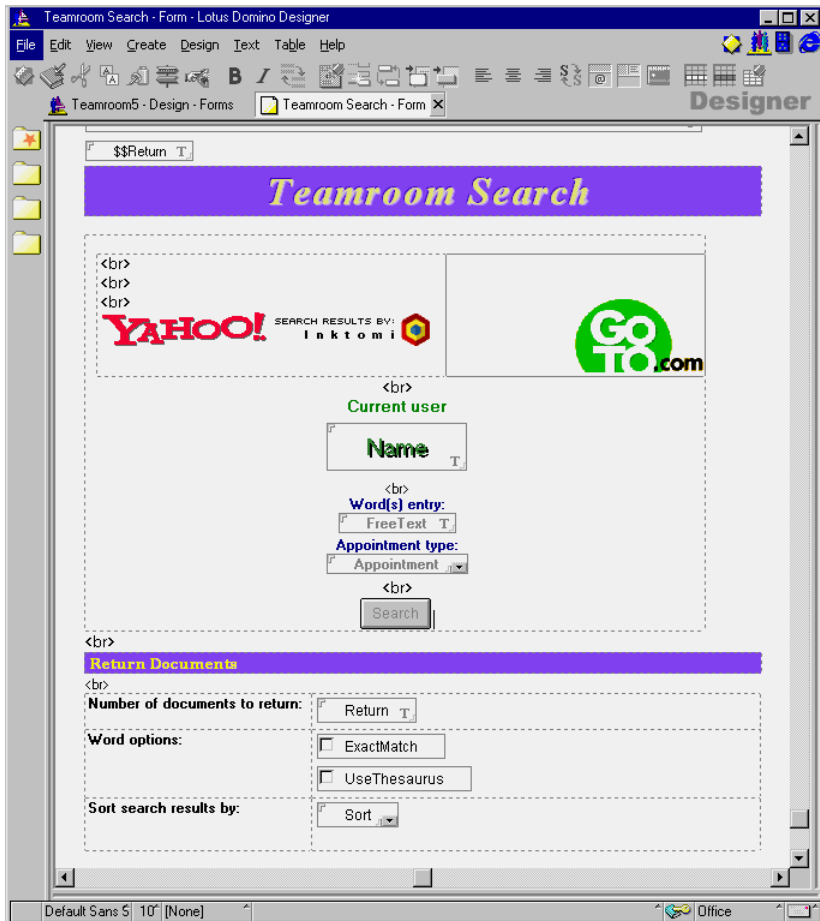 Teamroom Search - Form - Lotus Domino Designer
File Edit View Create Design Text Table Help
Designer
Teamroom5 - Design - Forms Teamroom Search - Form
$$Return T
Teamroom Search
<br>
<br>
<br>
YAHOO! SEARCH RESULTS BY:
Inktomi
GO
TO.com
<br>
Current user
Name T
<br>
Word(s) entry:
FreeText T
Appointment type:
Appointment
<br>
Search
<br>
Return Documents
<br>
Number of documents to return: Return T
Word options: ExactMatch
UseThesaurus
Sort search results by: Sort
Default Sans S 10 [None] Office